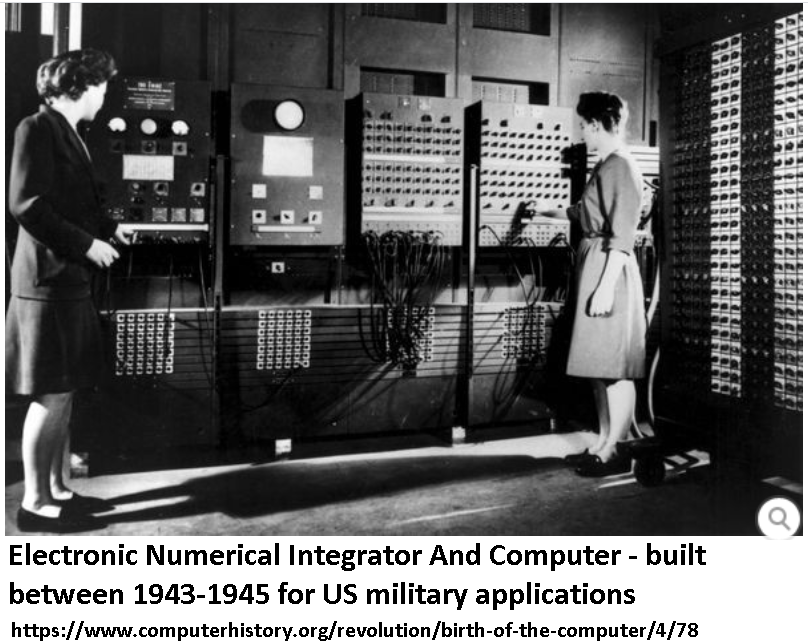 Electronic Numerical Integrator And Computer - built
between 1943-1945 for US military applications
https://www.computerhistory.org/revolution/birth-of-the-computer/4/78